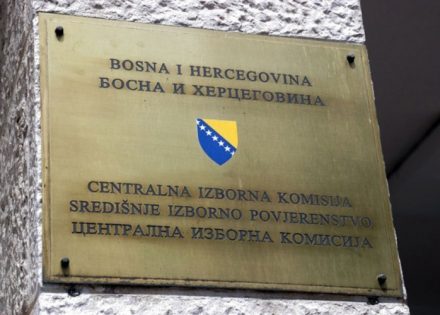 BOSNA I HERCEGOVINA
БОСНА И ХЕРЦЕГОВИНА
CENTRALNA IZBORNA KOMISIJA
SREDIŠNJE IZBORNO POVJERENSTVO
ЦЕНТРАЛНА ИЗБОРНА КОМИСИЈА